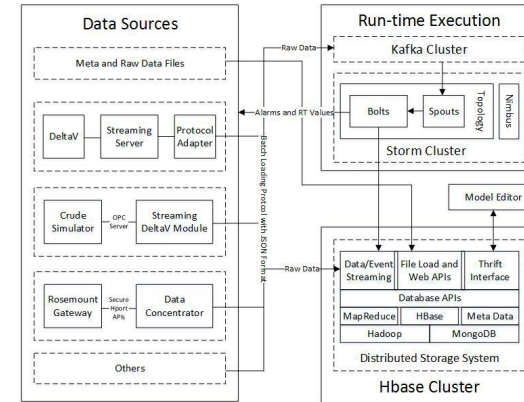 Data Sources
Meta and Raw Data Files
DeltaV
Streaming
Server
Protocol
Adapter
Crude
Simulator
OPC
Server
Streaming
DeltaV Module
Rosemount
Gateway
Secure
Hport
APIs
Data
Concentrator
Others
Raw Data
Alarms and RT Values
Batch Loading Protcol with JSON Format
Raw Data
Run-time Execution
Kafka Cluster
Bolts
Spouts
Topology
Nimbus
Storm Cluster
Model Editor
Data/Event
Streaming
File Load and
Web APIs
Thrift
Interface
Database APIs
MapReduce
HBase
Meta Data
Hadoop
MongoDB
Distributed Storage System
Hbase Cluster